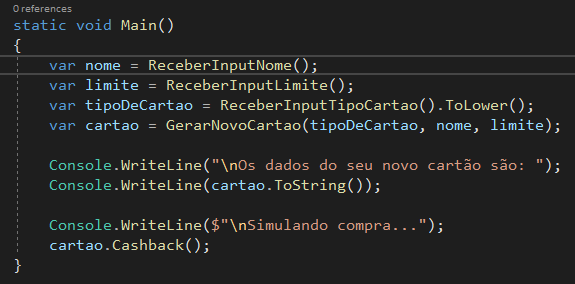 0 references
static void Main()
{
var nome = ReceberInputNome();
var limite = ReceberInputLimite();
var tipoDeCartao = ReceberInputTipoCartao().ToLower();
var cartao = GerarNovoCartao(tipoDeCartao, nome, limite);
Console.WriteLine("\nOs dados do seu novo cartão são: ");
Console.WriteLine(cartao.ToString());
Console.WriteLine($"\nSimulando compra...");
cartao.Cashback();
}